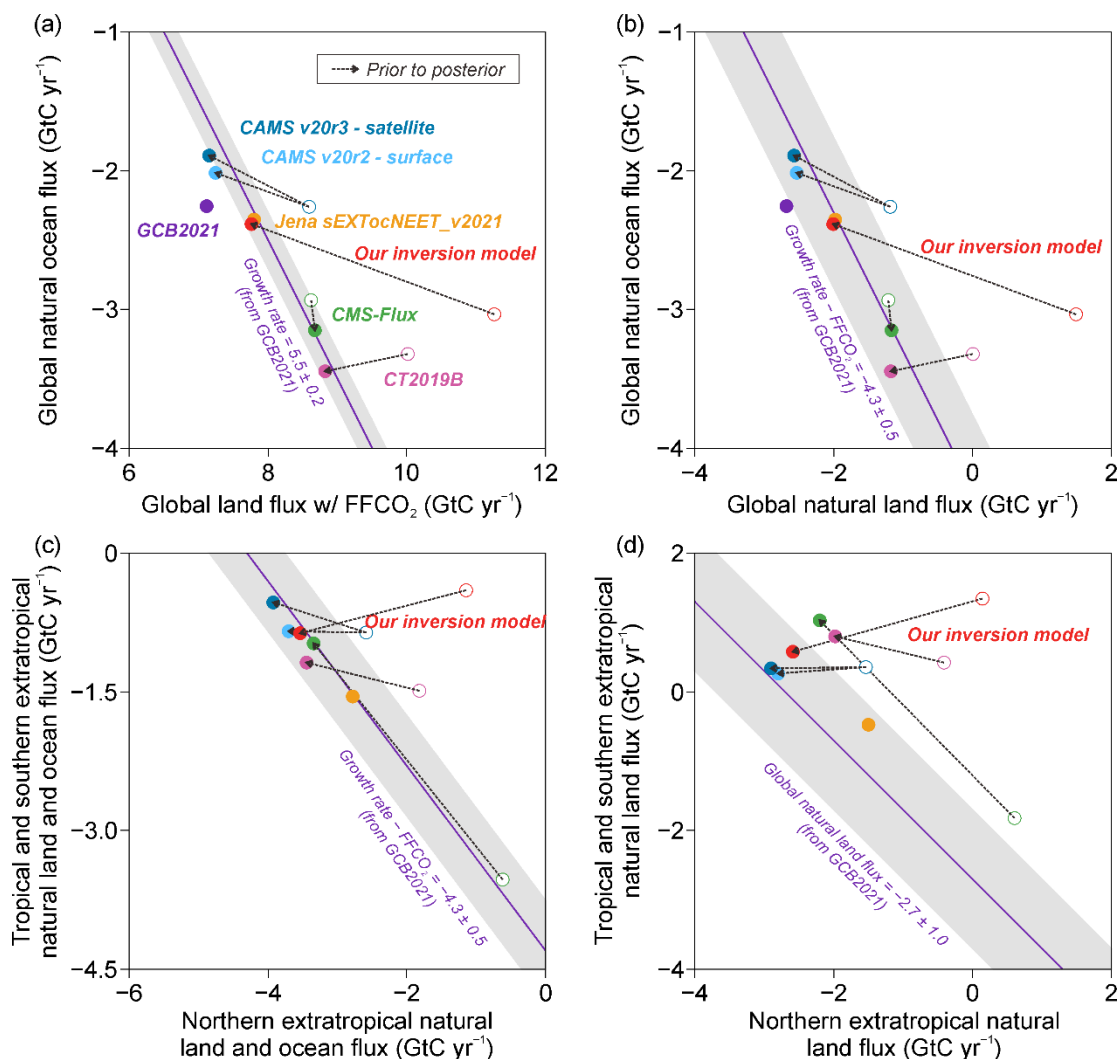 (a)
−1
−2
−3
−4
Global natural ocean flux (GtC yr⁻¹)
Prior to posterior
CAMS v20r3 - satellite
CAMS v20r2 - surface
GCB2021
Jena sEXTocNEET_v2021
Our inversion model
CMS-Flux
CT2019B
Growth rate = 5.5 ± 0.2
(from GCB2021)
6 8 10 12
Global land flux w/ FFCO₂ (GtC yr⁻¹)
(b)
−1
−2
−3
−4
Global natural ocean flux (GtC yr⁻¹)
Our inversion model
Growth rate − FFCO₂ = −4.3 ± 0.5
(from GCB2021)
−4 −2 0 2
Global natural land flux (GtC yr⁻¹)
(c)
0
−1.5
−3.0
−4.5
Tropical and southern extratropical
natural land and ocean flux (GtC yr⁻¹)
Our inversion model
Growth rate − FFCO₂ = −4.3 ± 0.5
(from GCB2021)
−6 −4 −2 0
Northern extratropical natural
land and ocean flux (GtC yr⁻¹)
(d)
2
0
−2
−4
Tropical and southern extratropical
natural land flux (GtC yr⁻¹)
Our inversion model
Global natural land flux = −2.7 ± 1.0
(from GCB2021)
−4 −2 0 2
Northern extratropical natural
land flux (GtC yr⁻¹)